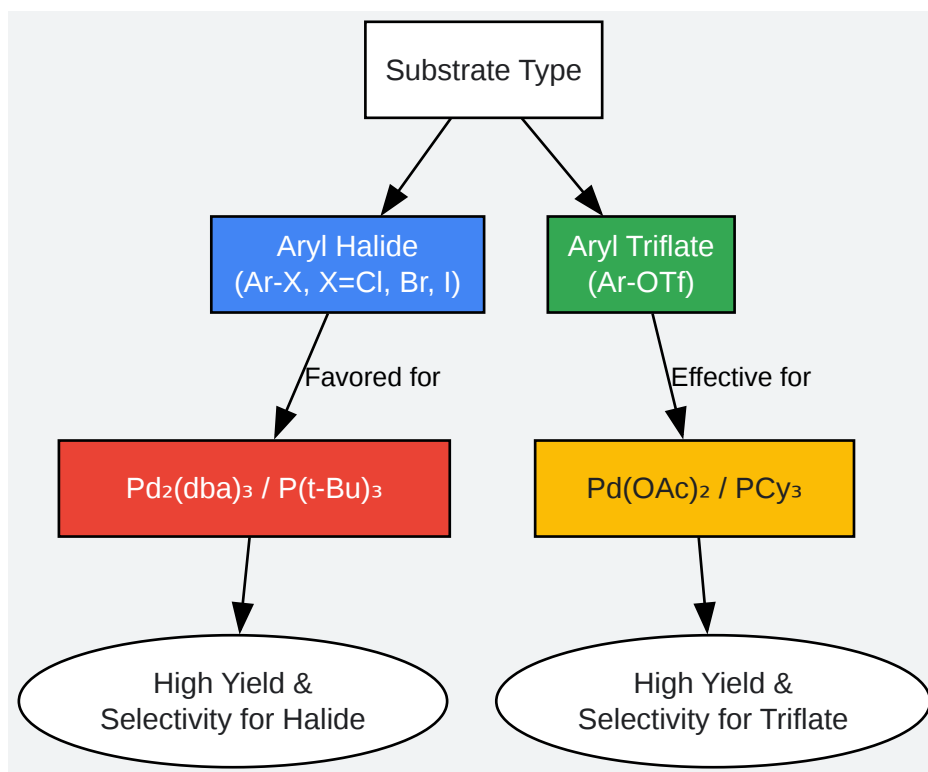 Substrate Type
Aryl Halide
(Ar-X, X=Cl, Br, I)
Aryl Triflate
(Ar-OTf)
Favored for
Effective for
Pd₂(dba)₃ / P(t-Bu)₃
Pd(OAc)₂ / PCy₃
High Yield &
Selectivity for Halide
High Yield &
Selectivity for Triflate